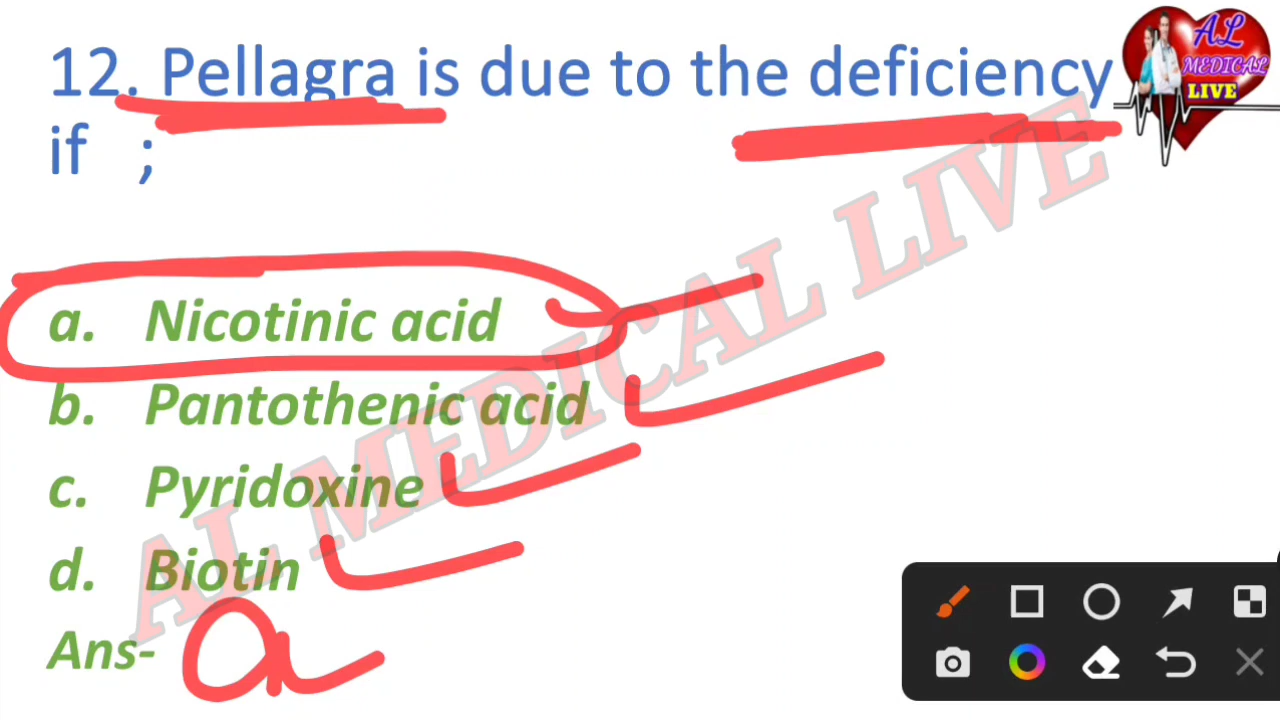 12. Pellagra is due to the deficiency
if ;
AL
MEDICAL
LIVE
a. Nicotinic acid
b. Pantothenic acid
c. Pyridoxine
d. Biotin
Ans- a
AL MEDICAL LIVE